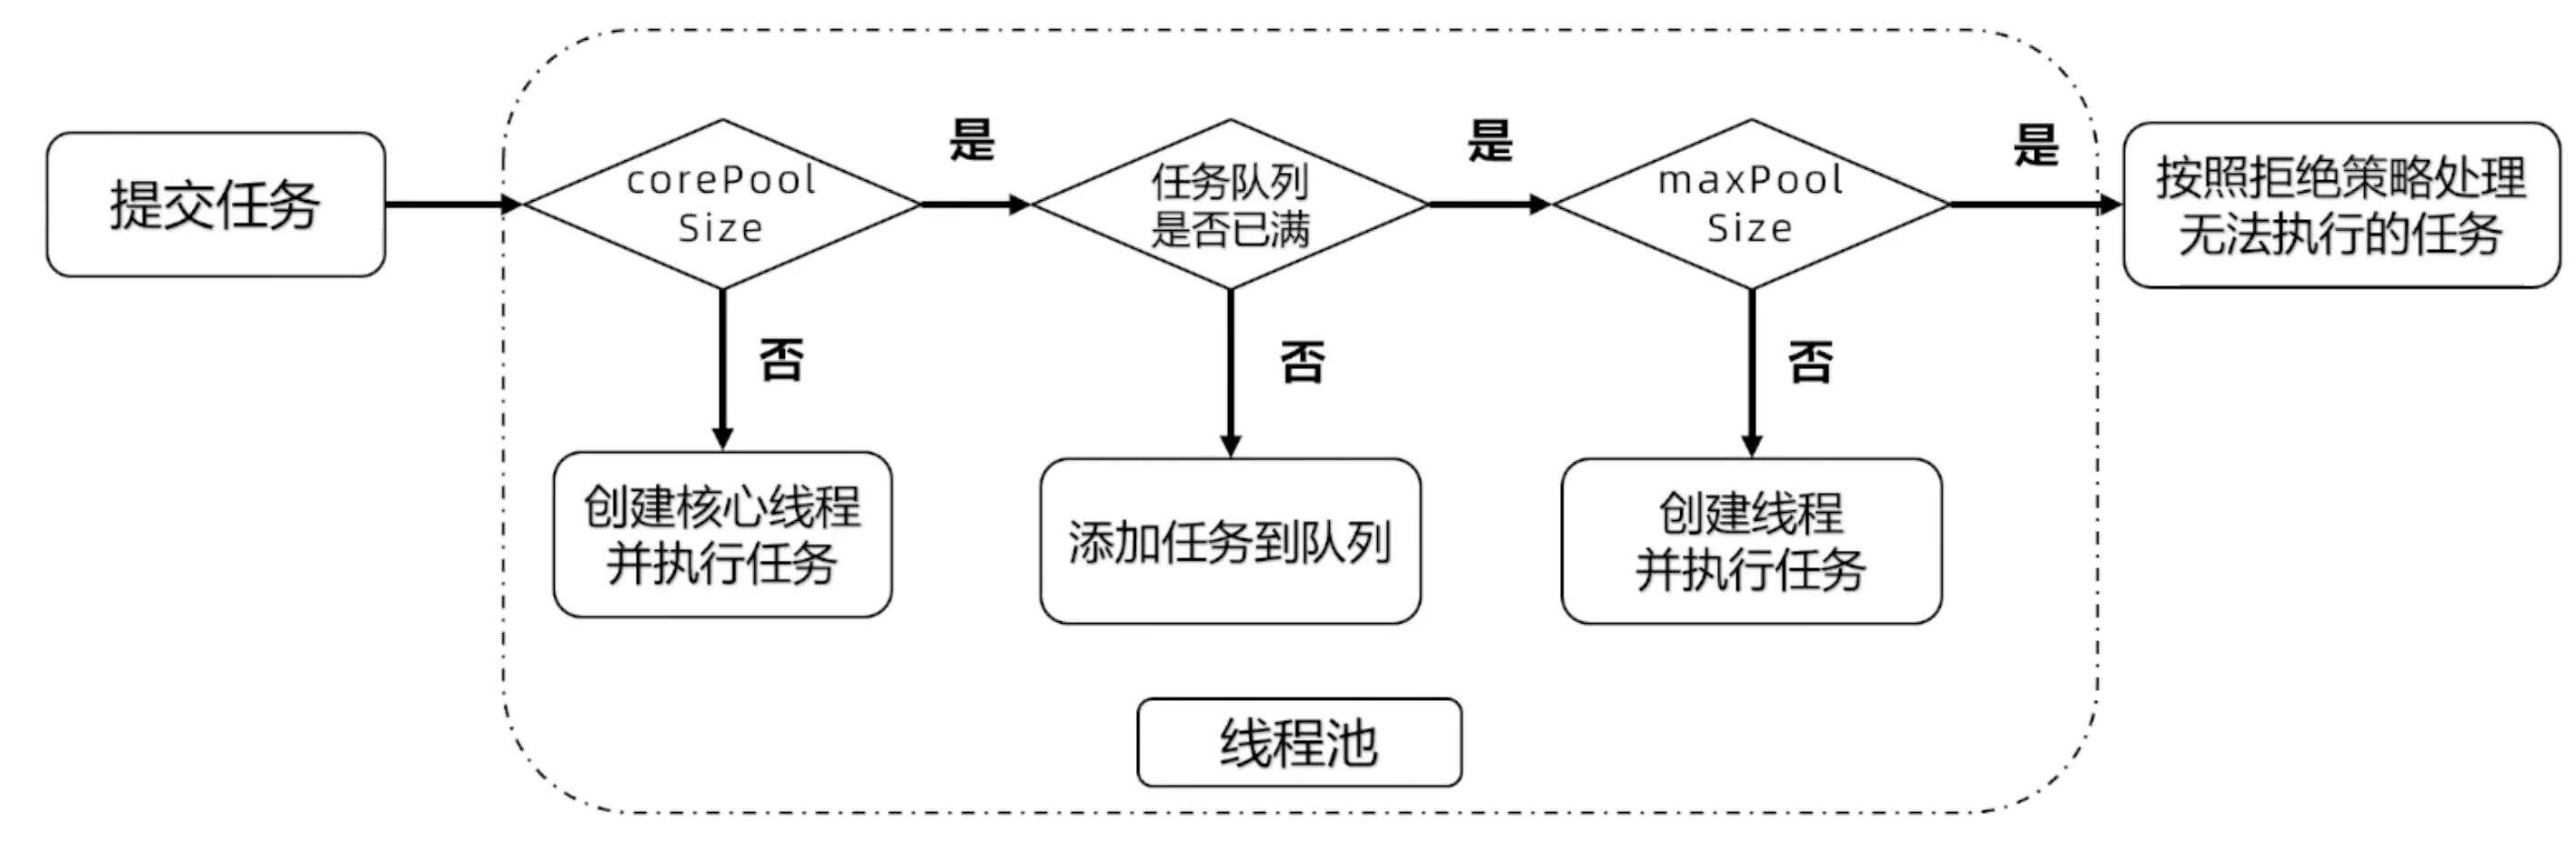 提交任务
corePool
Size
是
否
创建核心线程
并执行任务
任务队列
是否已满
是
否
添加任务到队列
maxPool
Size
是
否
创建线程
并执行任务
按照拒绝策略处理
无法执行的任务
线程池